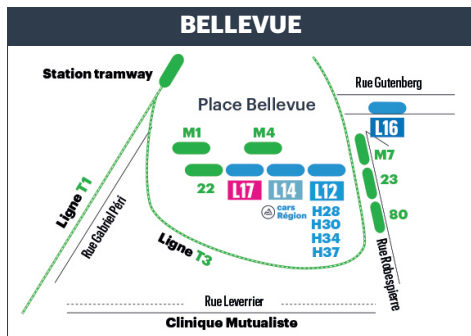 BELLEVUE
Station tramway
Rue Gutenberg
Place Bellevue
L16
M1
M4
M7
22
L17
L14
L12
23
cars
Région
H28
H30
H34
H37
80
Ligne T1
Rue Gabriel Péri
Ligne T3
Rue Robespierre
Rue Leverrier
Clinique Mutualiste